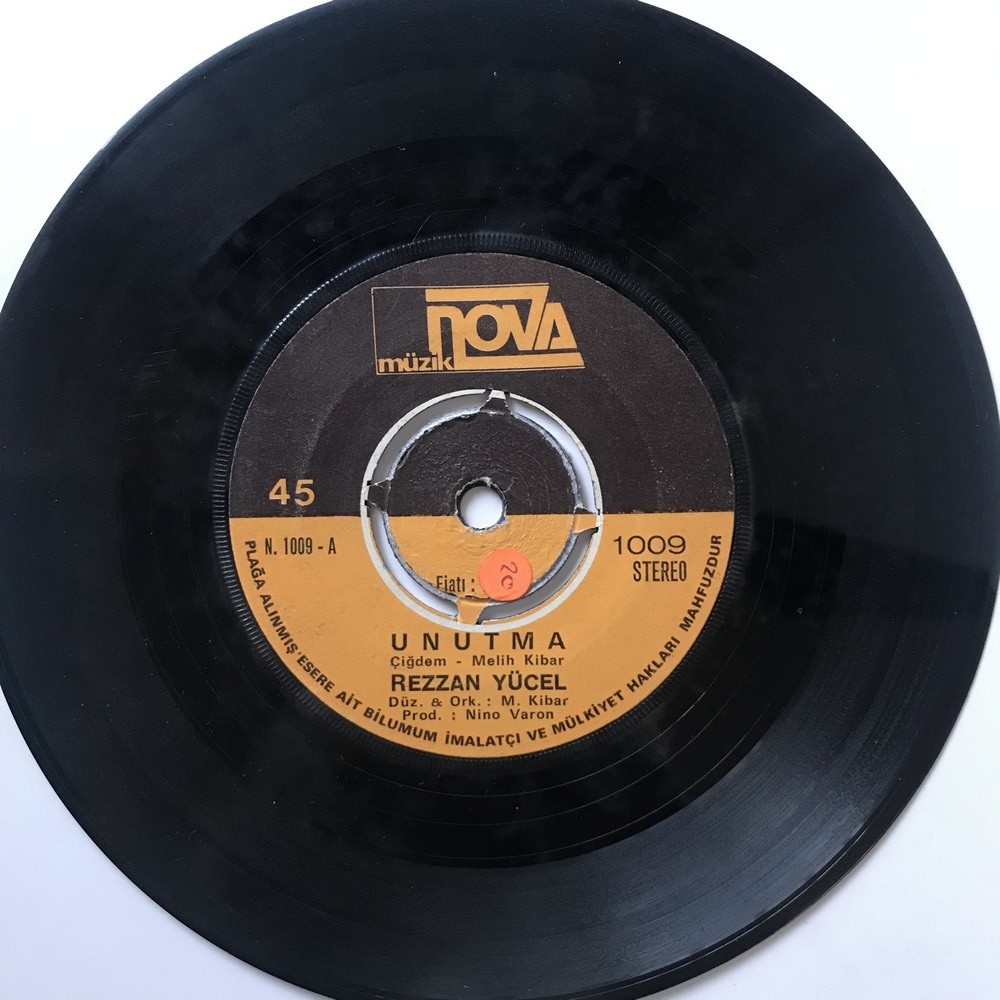 nOVA
müzik
45
N. 1009 - A
1009
STEREO
Fiatı :
20
UNUTMA
Çiğdem - Melih Kibar
REZZAN YÜCEL
Düz. & Ork. : M. Kibar
Prod. : Nino Varon
PLAĞA ALINMIŞ ESERE AİT BİLUMUM İMALATÇI VE MÜLKİYET HAKLARI MAHFUZDUR